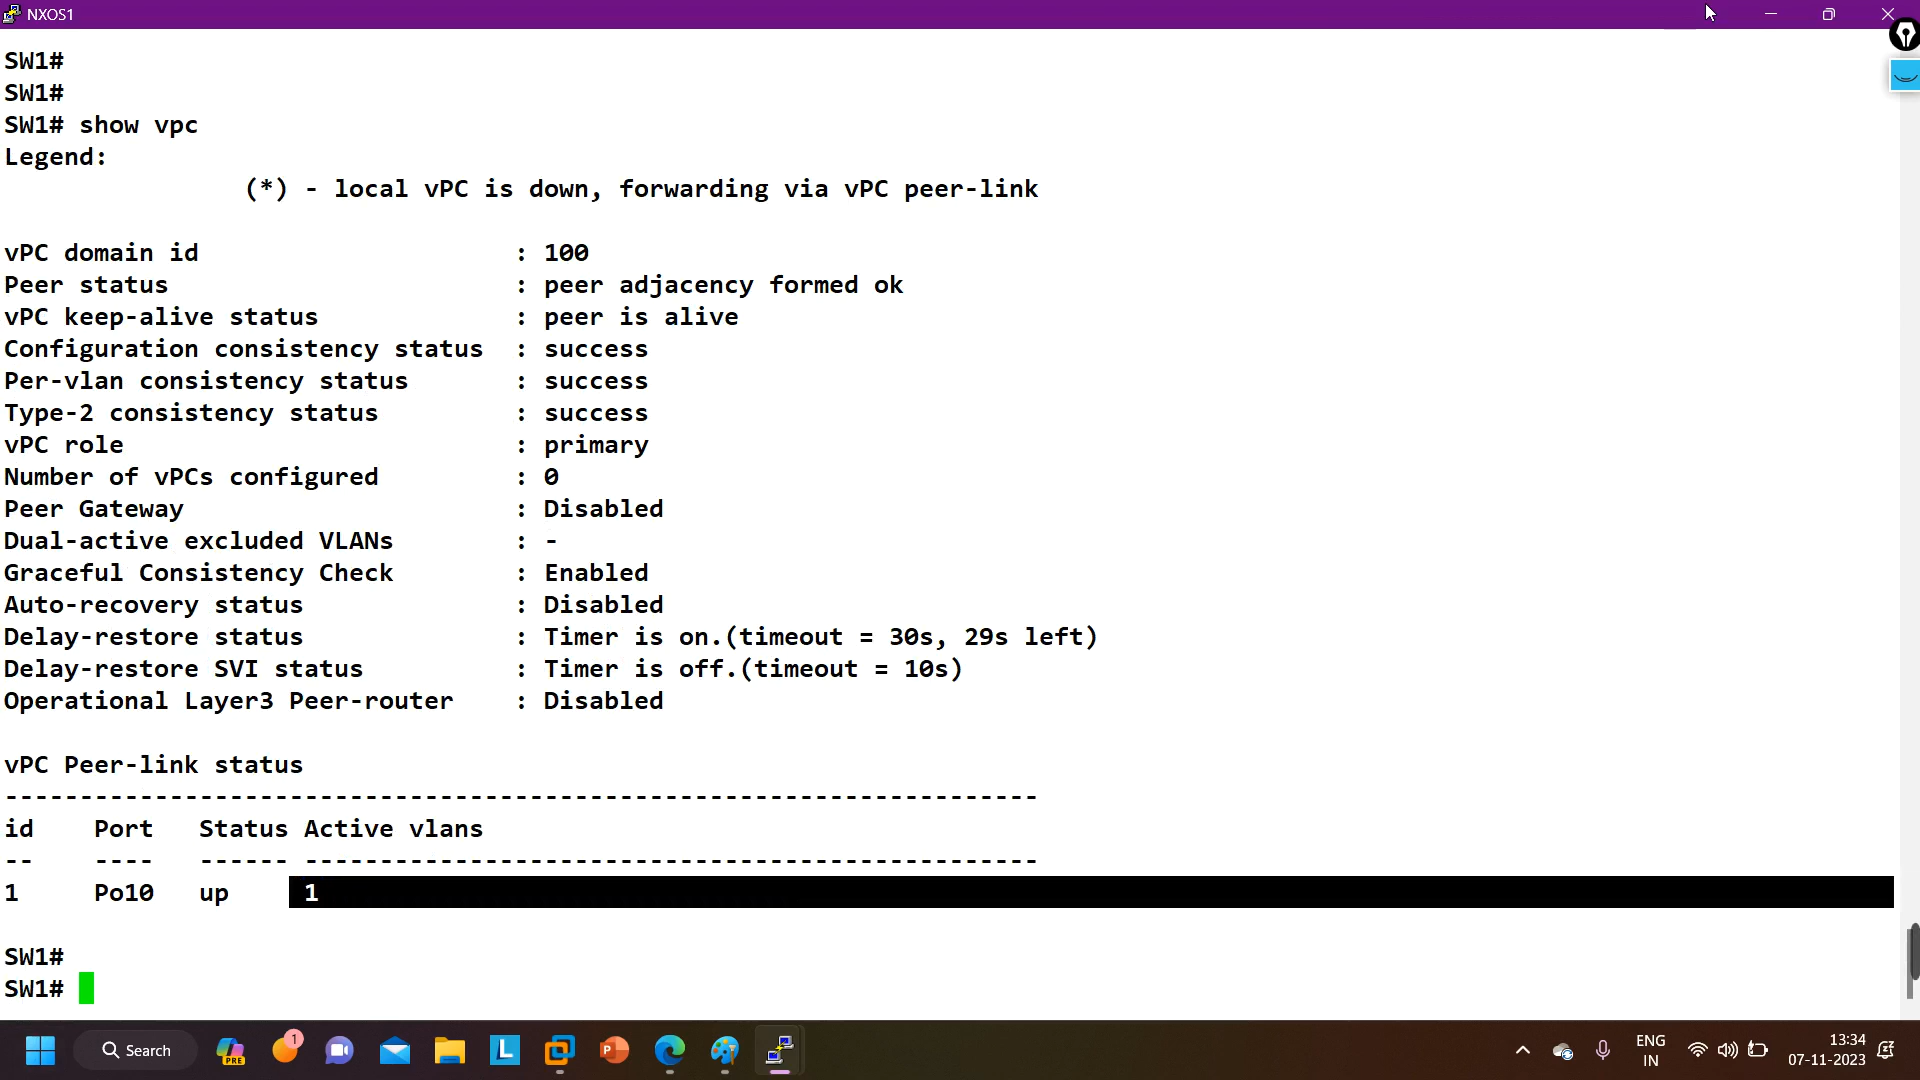 NXOS1
SW1#
SW1#
SW1# show vpc
Legend:
                (*) - local vPC is down, forwarding via vPC peer-link

vPC domain id                     : 100
Peer status                       : peer adjacency formed ok
vPC keep-alive status             : peer is alive
Configuration consistency status  : success
Per-vlan consistency status       : success
Type-2 consistency status         : success
vPC role                          : primary
Number of vPCs configured         : 0
Peer Gateway                      : Disabled
Dual-active excluded VLANs        : -
Graceful Consistency Check        : Enabled
Auto-recovery status              : Disabled
Delay-restore status              : Timer is on.(timeout = 30s, 29s left)
Delay-restore SVI status          : Timer is off.(timeout = 10s)
Operational Layer3 Peer-router    : Disabled

vPC Peer-link status
---------------------------------------------------------------------
id    Port   Status Active vlans
--    ----   ------ -------------------------------------------------
1     Po10   up     1

SW1#
SW1#
Search
PRE
1
L
P
ENG
IN
13:34
07-11-2023